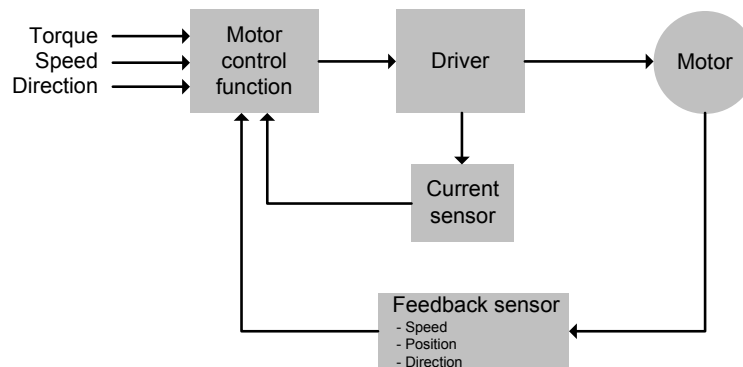 Torque
Speed
Direction
Motor
control
function
Driver
Motor
Current
sensor
Feedback sensor
- Speed
- Position
- Direction